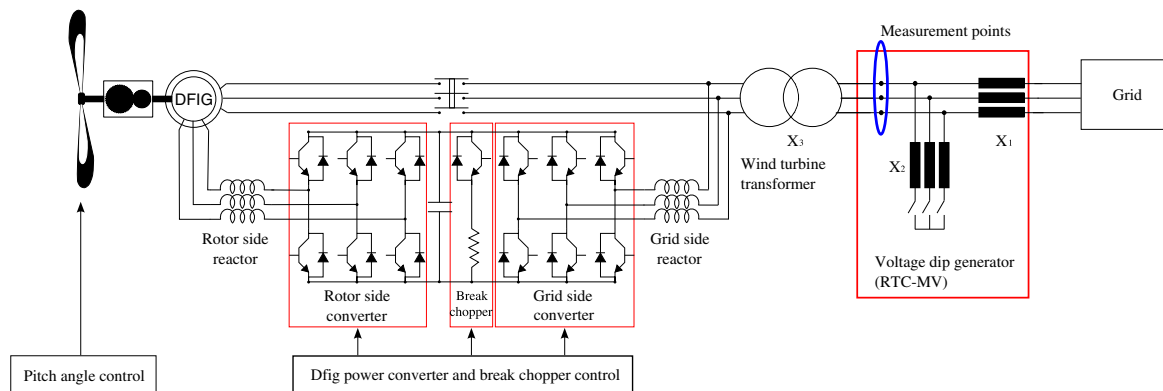 Measurement points
DFIG
Grid
X3
Wind turbine
transformer
X1
X2
Rotor side
reactor
Grid side
reactor
Voltage dip generator
(RTC-MV)
Rotor side
converter
Break
chopper
Grid side
converter
Pitch angle control
Dfig power converter and break chopper control